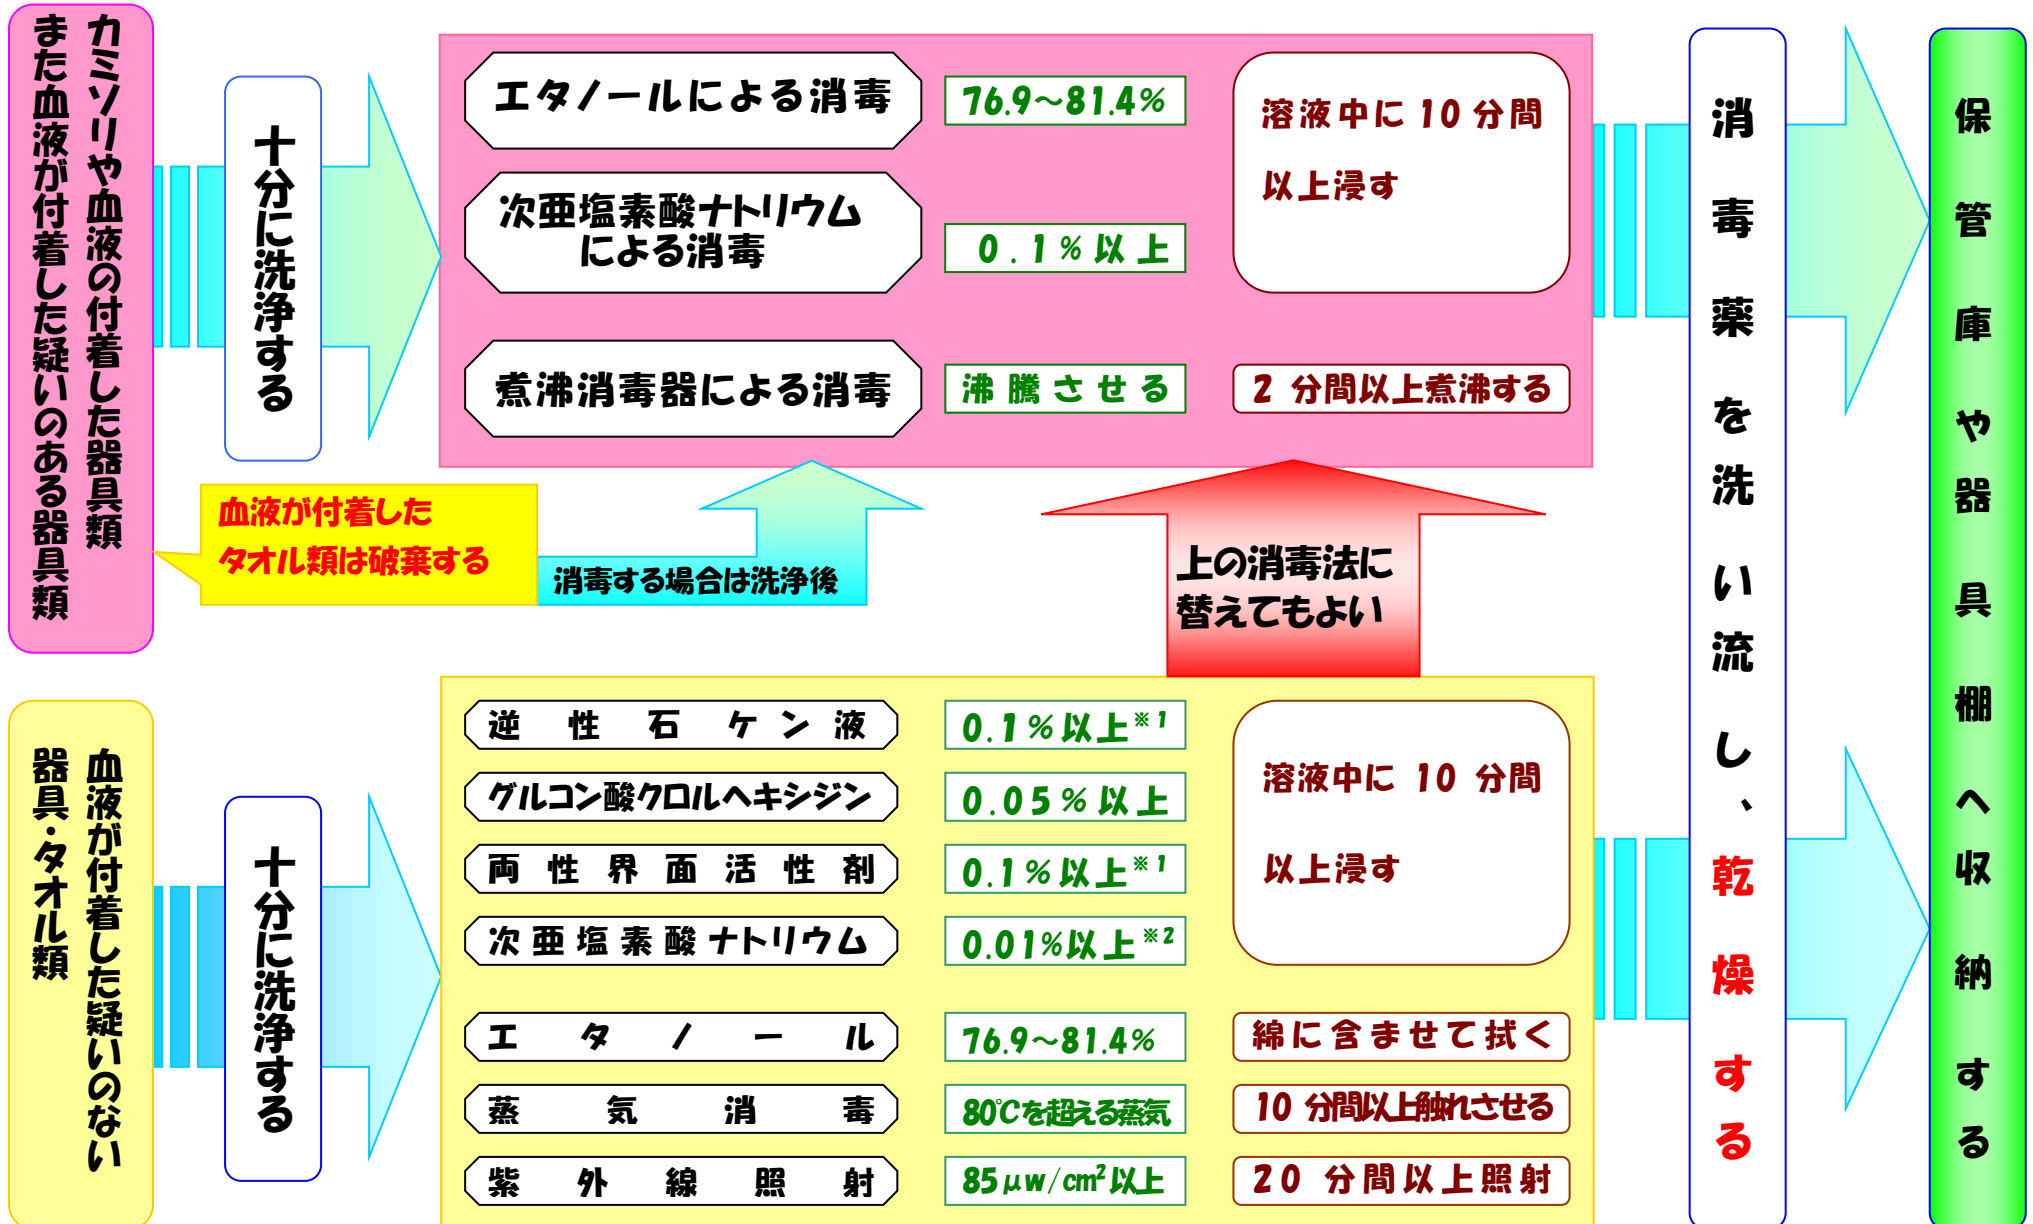 カミソリや血液の付着した器具類
また血液が付着した疑いのある器具類
十分に洗浄する
エタノールによる消毒
76.9～81.4%
溶液中に10分間
以上浸す
次亜塩素酸ナトリウム
による消毒
0.1%以上
煮沸消毒器による消毒
沸騰させる
2分間以上煮沸する
血液が付着した
タオル類は破棄する
消毒する場合は洗浄後
上の消毒法に
替えてもよい
血液が付着した疑いのない
器具・タオル類
十分に洗浄する
逆性石ケン液
0.1%以上※1
グルコン酸クロルヘキシジン
0.05%以上
両性界面活性剤
0.1%以上※1
次亜塩素酸ナトリウム
0.01%以上※2
溶液中に10分間
以上浸す
エタノール
76.9～81.4%
綿に含ませて拭く
蒸気消毒
80℃を超える蒸気
10分間以上触れさせる
紫外線照射
85μw/cm²以上
20分間以上照射
消毒薬を洗い流し、乾燥する
保管庫や器具棚へ収納する